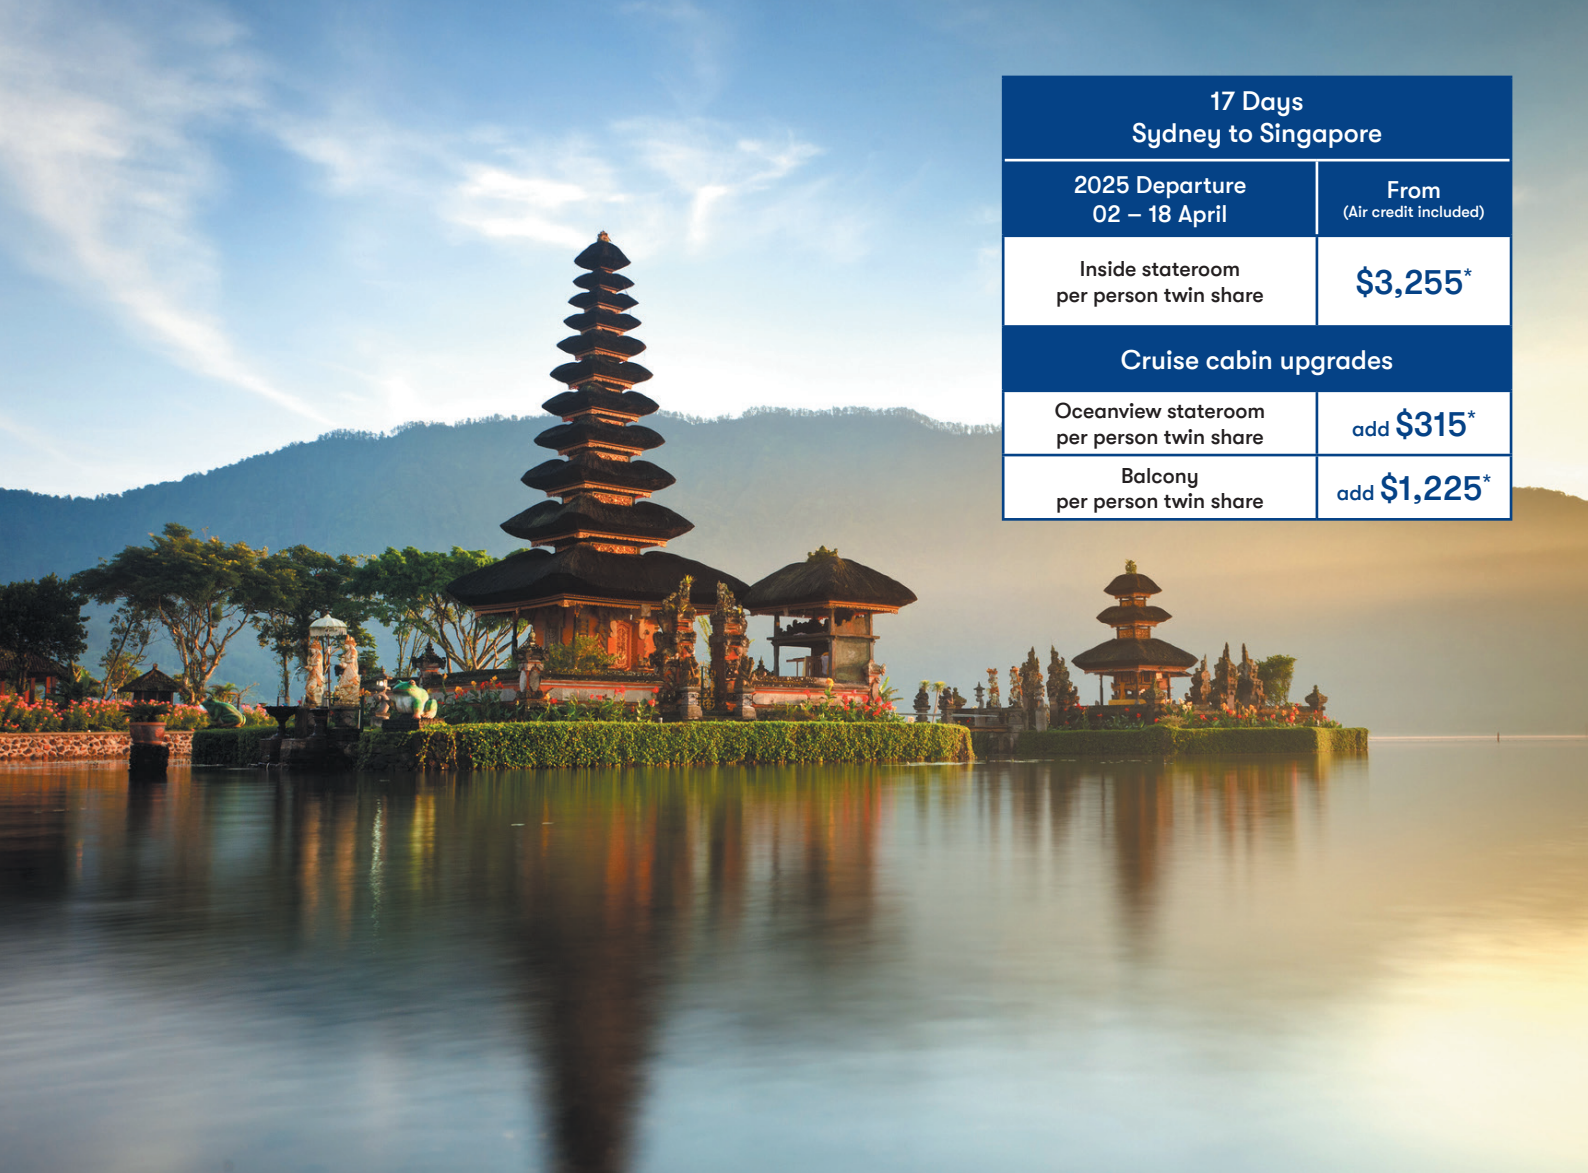 17 Days
Sydney to Singapore
2025 Departure
02 – 18 April
From
(Air credit included)
Inside stateroom
per person twin share
$3,255*
Cruise cabin upgrades
Oceanview stateroom
per person twin share
add $315*
Balcony
per person twin share
add $1,225*